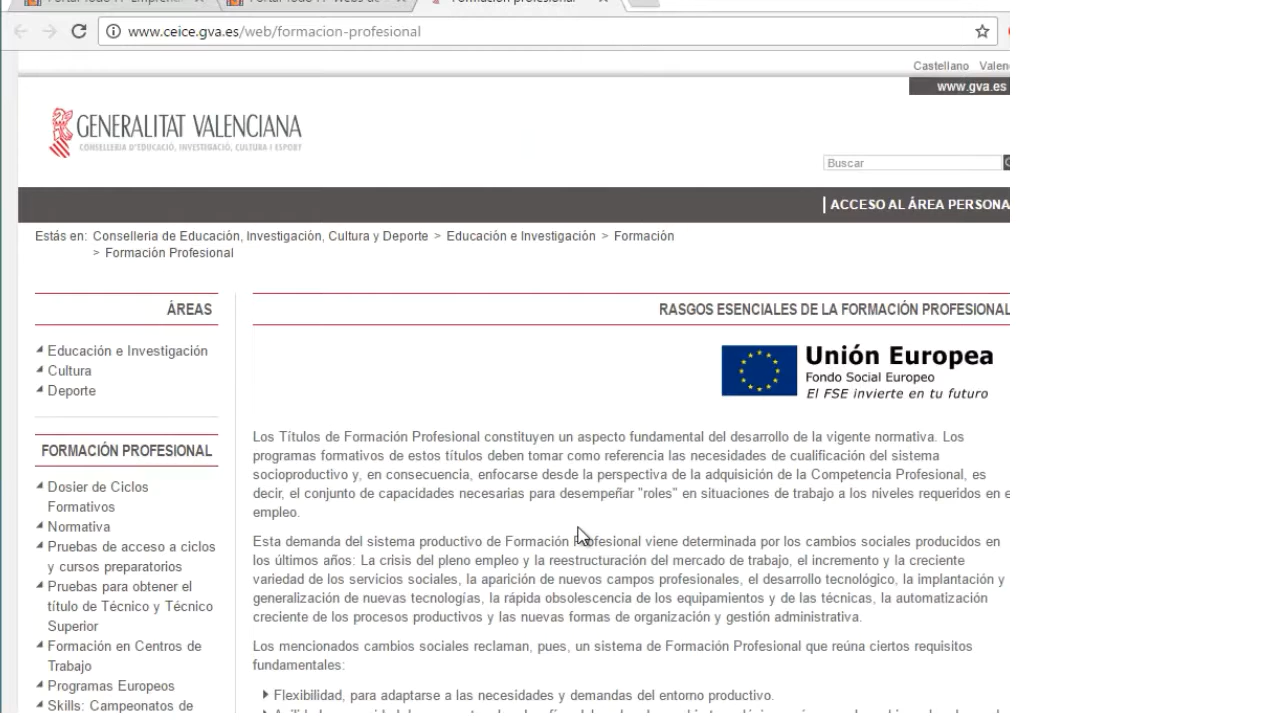 www.ceice.gva.es/web/formacion-profesional
Castellano Valen
www.gva.es
GENERALITAT VALENCIANA
CONSELLERIA D'EDUCACIÓ, INVESTIGACIÓ, CULTURA I ESPORT
Buscar
ACCESO AL ÁREA PERSONA
Estás en: Conselleria de Educación, Investigación, Cultura y Deporte > Educación e Investigación > Formación
> Formación Profesional
ÁREAS
Educación e Investigación
Cultura
Deporte
FORMACIÓN PROFESIONAL
Dosier de Ciclos
Formativos
Normativa
Pruebas de acceso a ciclos
y cursos preparatorios
Pruebas para obtener el
título de Técnico y Técnico
Superior
Formación en Centros de
Trabajo
Programas Europeos
Skills: Campeonatos de
RASGOS ESENCIALES DE LA FORMACIÓN PROFESIONAL
Unión Europea
Fondo Social Europeo
El FSE invierte en tu futuro
Los Títulos de Formación Profesional constituyen un aspecto fundamental del desarrollo de la vigente normativa. Los
programas formativos de estos títulos deben tomar como referencia las necesidades de cualificación del sistema
socioproductivo y, en consecuencia, enfocarse desde la perspectiva de la adquisición de la Competencia Profesional, es
decir, el conjunto de capacidades necesarias para desempeñar "roles" en situaciones de trabajo a los niveles requeridos en e
empleo.
Esta demanda del sistema productivo de Formación Profesional viene determinada por los cambios sociales producidos en
los últimos años: La crisis del pleno empleo y la reestructuración del mercado de trabajo, el incremento y la creciente
variedad de los servicios sociales, la aparición de nuevos campos profesionales, el desarrollo tecnológico, la implantación y
generalización de nuevas tecnologías, la rápida obsolescencia de los equipamientos y de las técnicas, la automatización
creciente de los procesos productivos y las nuevas formas de organización y gestión administrativa.
Los mencionados cambios sociales reclaman, pues, un sistema de Formación Profesional que reúna ciertos requisitos
fundamentales:
Flexibilidad, para adaptarse a las necesidades y demandas del entorno productivo.